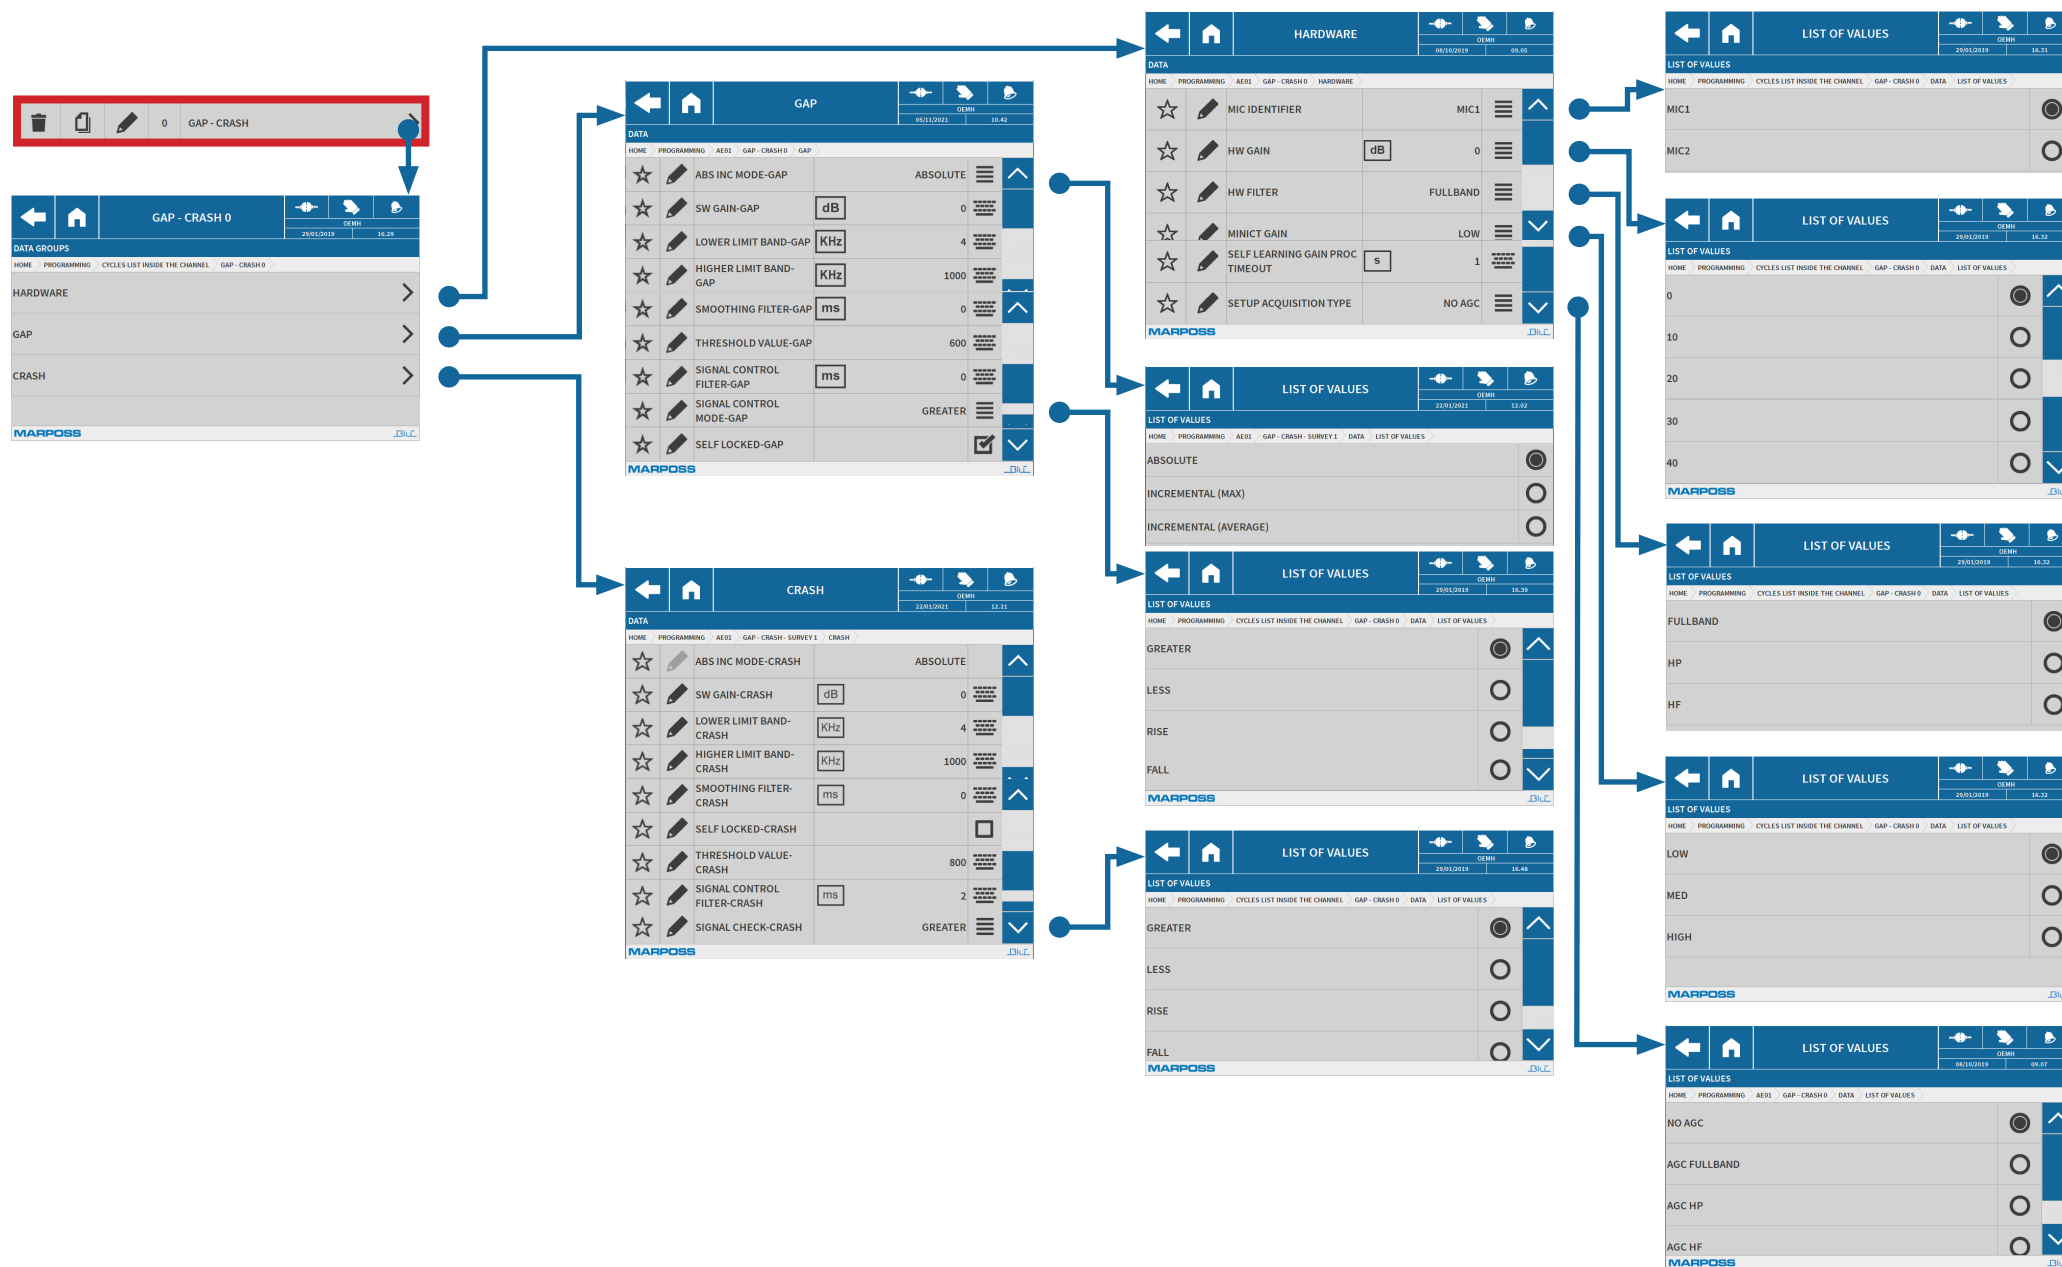 0 GAP - CRASH
GAP - CRASH 0
OEMH
29/01/2019 16.29
DATA GROUPS
HOME PROGRAMMING CYCLES LIST INSIDE THE CHANNEL GAP - CRASH 0
HARDWARE
GAP
CRASH
MARPOSS
GAP
OEMH
05/11/2021 10.42
DATA
HOME PROGRAMMING AE01 GAP - CRASH 0 GAP
ABS INC MODE-GAP ABSOLUTE
SW GAIN-GAP dB 0
LOWER LIMIT BAND-GAP KHz 4
HIGHER LIMIT BAND-
GAP KHz 1000
SMOOTHING FILTER-GAP ms 0
THRESHOLD VALUE-GAP 600
SIGNAL CONTROL
FILTER-GAP ms 0
SIGNAL CONTROL
MODE-GAP GREATER
SELF LOCKED-GAP
MARPOSS BLÚ
CRASH
OEMH
22/01/2021 12.21
DATA
HOME PROGRAMMING AE01 GAP - CRASH - SURVEY 1 CRASH
ABS INC MODE-CRASH ABSOLUTE
SW GAIN-CRASH dB 0
LOWER LIMIT BAND-
CRASH KHz 4
HIGHER LIMIT BAND-
CRASH KHz 1000
SMOOTHING FILTER-
CRASH ms 0
SELF LOCKED-CRASH
THRESHOLD VALUE-
CRASH 800
SIGNAL CONTROL
FILTER-CRASH ms 2
SIGNAL CHECK-CRASH GREATER
MARPOSS
HARDWARE
OEMH
08/10/2019 09.05
DATA
HOME PROGRAMMING AE01 GAP - CRASH 0 HARDWARE
MIC IDENTIFIER MIC1
HW GAIN dB 0
HW FILTER FULLBAND
MINICT GAIN LOW
SELF LEARNING GAIN PROC
TIMEOUT s 1
SETUP ACQUISITION TYPE NO AGC
MARPOSS
LIST OF VALUES
OEMH
22/01/2021 12.02
LIST OF VALUES
HOME PROGRAMMING AE01 GAP - CRASH - SURVEY 1 DATA LIST OF VALUES
ABSOLUTE
INCREMENTAL (MAX)
INCREMENTAL (AVERAGE)
LIST OF VALUES
OEMH
29/01/2019 16.39
LIST OF VALUES
HOME PROGRAMMING CYCLES LIST INSIDE THE CHANNEL GAP - CRASH 0 DATA LIST OF VALUES
GREATER
LESS
RISE
FALL
MARPOSS
LIST OF VALUES
OEMH
29/01/2019 16.48
LIST OF VALUES
HOME PROGRAMMING CYCLES LIST INSIDE THE CHANNEL GAP - CRASH 0 DATA LIST OF VALUES
GREATER
LESS
RISE
FALL
MARPOSS
LIST OF VALUES
OEMH
29/01/2019 16.31
LIST OF VALUES
HOME PROGRAMMING CYCLES LIST INSIDE THE CHANNEL GAP - CRASH 0 DATA LIST OF VALUES
MIC1
MIC2
LIST OF VALUES
OEMH
29/01/2019 16.32
LIST OF VALUES
HOME PROGRAMMING CYCLES LIST INSIDE THE CHANNEL GAP - CRASH 0 DATA LIST OF VALUES
0
10
20
30
40
MARPOSS
LIST OF VALUES
OEMH
29/01/2019 16.32
LIST OF VALUES
HOME PROGRAMMING CYCLES LIST INSIDE THE CHANNEL GAP - CRASH 0 DATA LIST OF VALUES
FULLBAND
HP
HF
LIST OF VALUES
OEMH
29/01/2019 16.32
LIST OF VALUES
HOME PROGRAMMING CYCLES LIST INSIDE THE CHANNEL GAP - CRASH 0 DATA LIST OF VALUES
LOW
MED
HIGH
MARPOSS
LIST OF VALUES
OEMH
08/10/2019 09.07
LIST OF VALUES
HOME PROGRAMMING AE01 GAP - CRASH 0 DATA LIST OF VALUES
NO AGC
AGC FULLBAND
AGC HP
AGC HF
MARPOSS